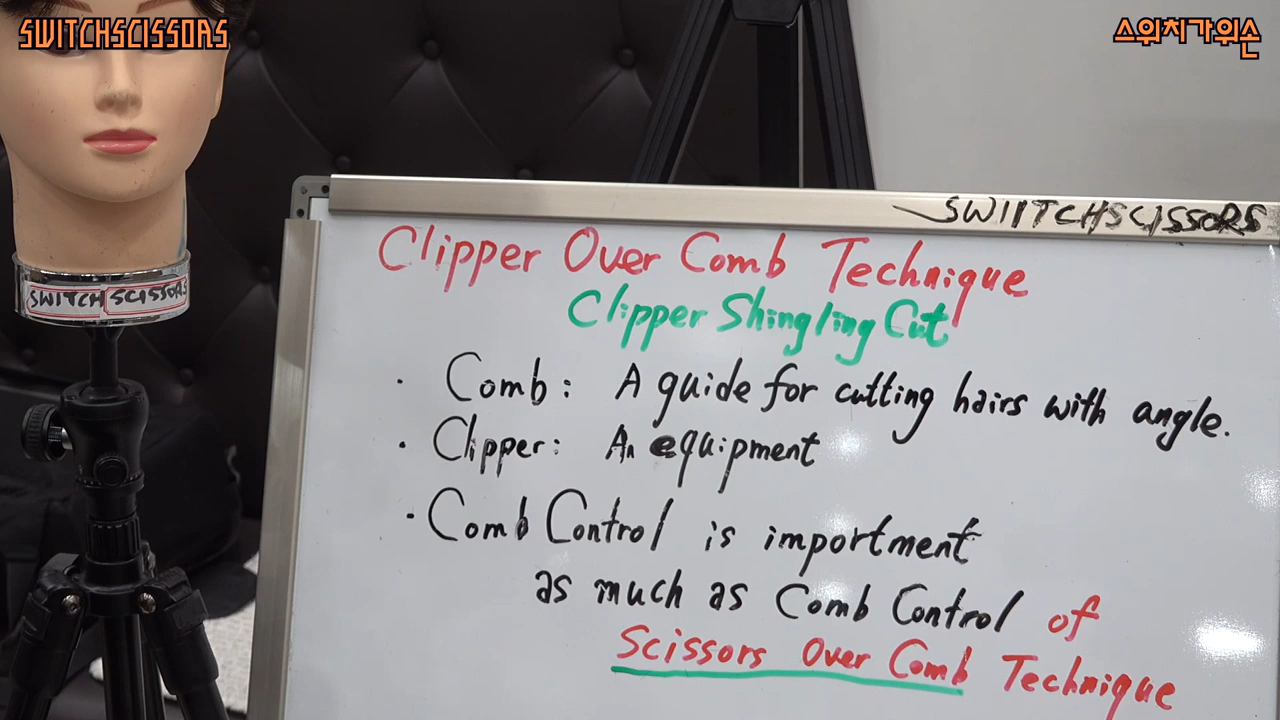 SWITCHSCISSORS
스위치가위손
SWIITCHSCISSORS
Clipper Over Comb Technique
Clipper Shingling Cut
SWITCH SCISSORS
· Comb: A guide for cutting hairs with angle.
· Clipper: An equipment
· Comb Control is importment
as much as Comb Control of
Scissors Over Comb Technique